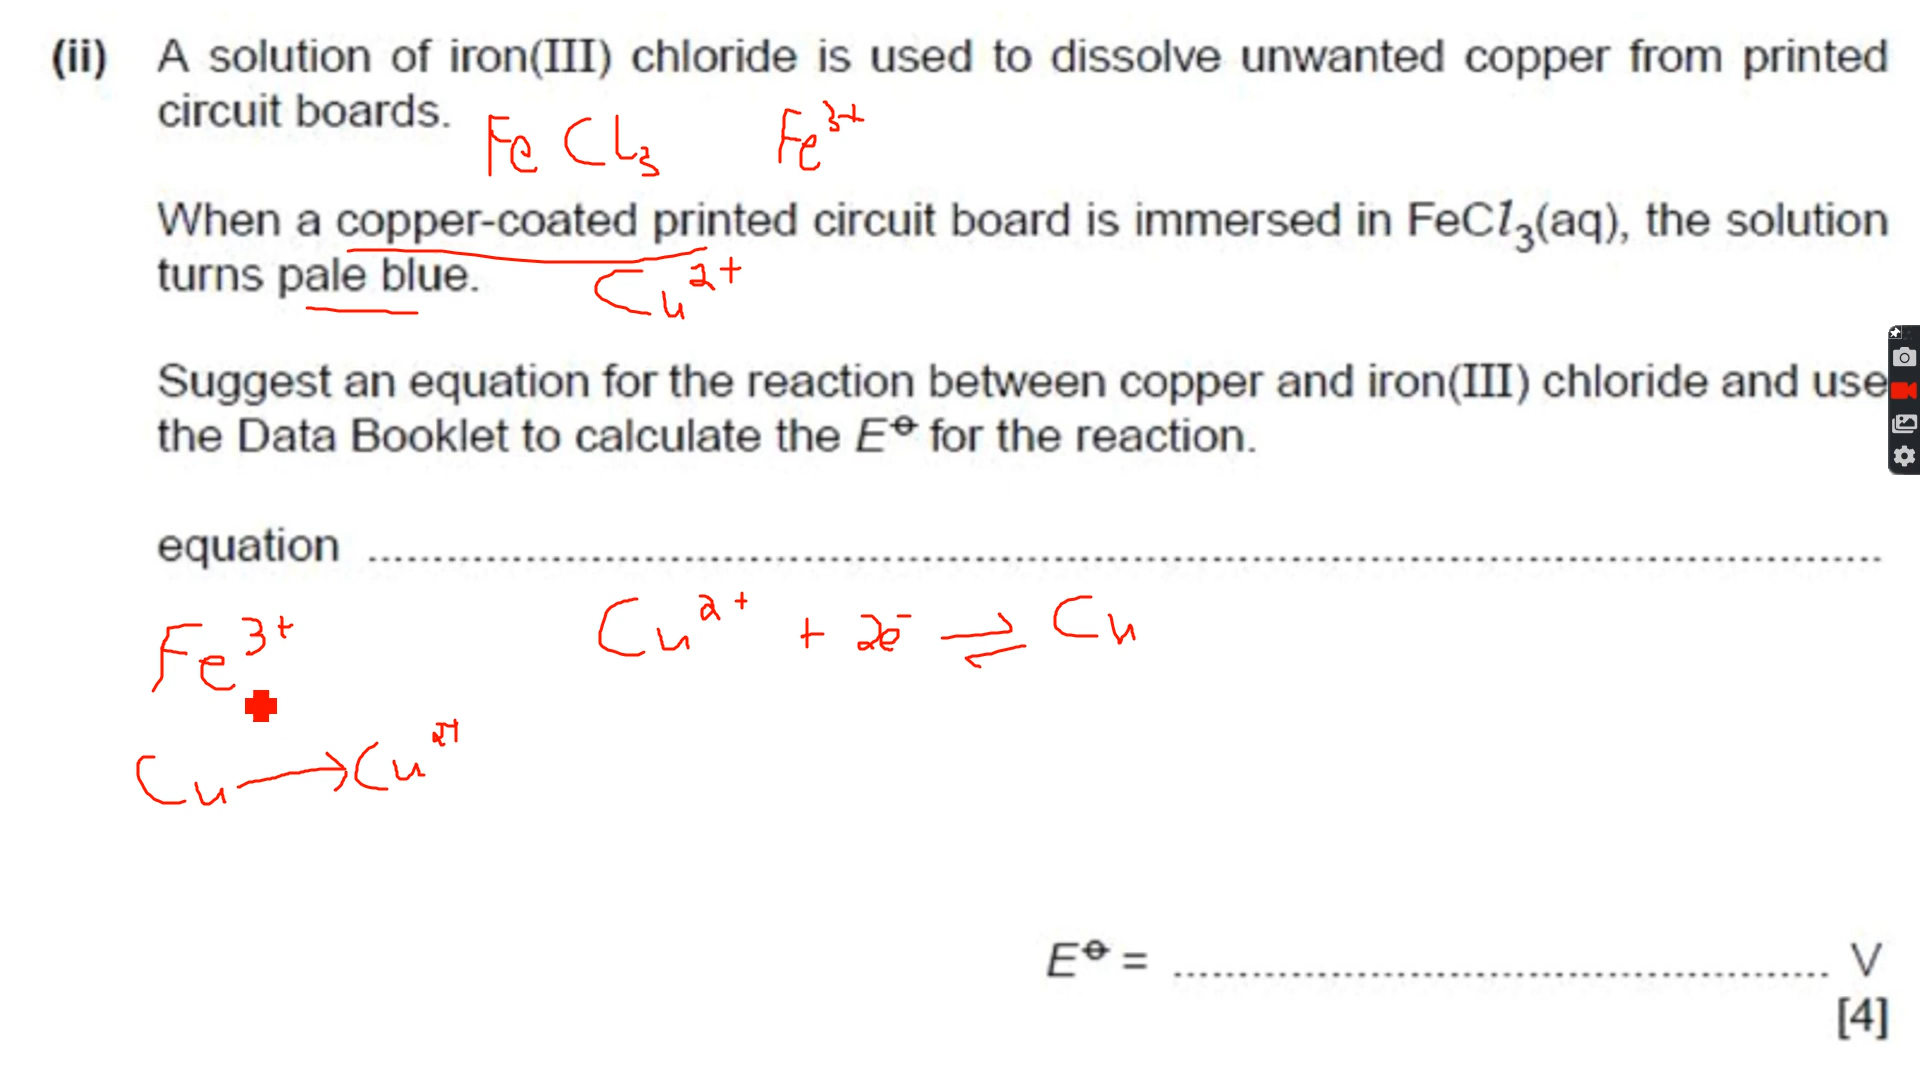 (ii) A solution of iron(III) chloride is used to dissolve unwanted copper from printed
circuit boards.
FeCl₃ Fe³⁺
When a copper-coated printed circuit board is immersed in FeCl₃(aq), the solution
turns pale blue.
Cu²⁺
Suggest an equation for the reaction between copper and iron(III) chloride and use
the Data Booklet to calculate the E⦵ for the reaction.
equation ........................................................................
Fe³⁺ Cu²⁺ + 2e⁻ ⇌ Cu
Cu → Cu²⁺
E⦵ = ................................ V
[4]